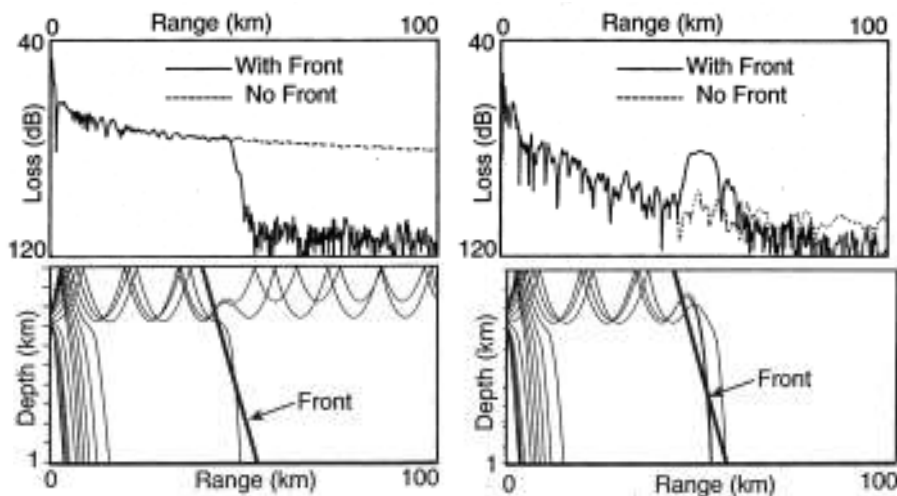 0 Range (km) 100
40
With Front
No Front
Loss (dB)
120
Depth (km)
Front
1
0 Range (km) 100
0 Range (km) 100
40
With Front
No Front
Loss (dB)
120
Depth (km)
Front
1
0 Range (km) 100